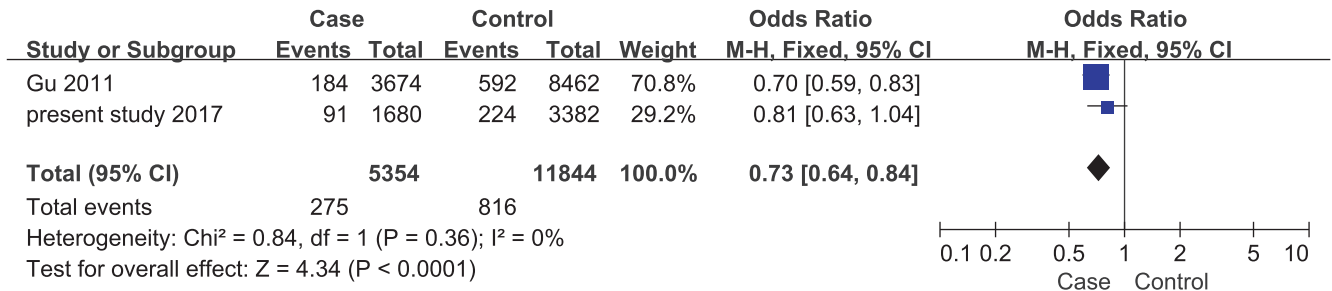 Case Control Odds Ratio Odds Ratio
Study or Subgroup Events Total Events Total Weight M-H, Fixed, 95% CI M-H, Fixed, 95% CI
Gu 2011 184 3674 592 8462 70.8% 0.70 [0.59, 0.83]
present study 2017 91 1680 224 3382 29.2% 0.81 [0.63, 1.04]
Total (95% CI) 5354 11844 100.0% 0.73 [0.64, 0.84]
Total events 275 816
Heterogeneity: Chi² = 0.84, df = 1 (P = 0.36); I² = 0%
Test for overall effect: Z = 4.34 (P < 0.0001)
0.1 0.2 0.5 1 2 5 10
Case Control